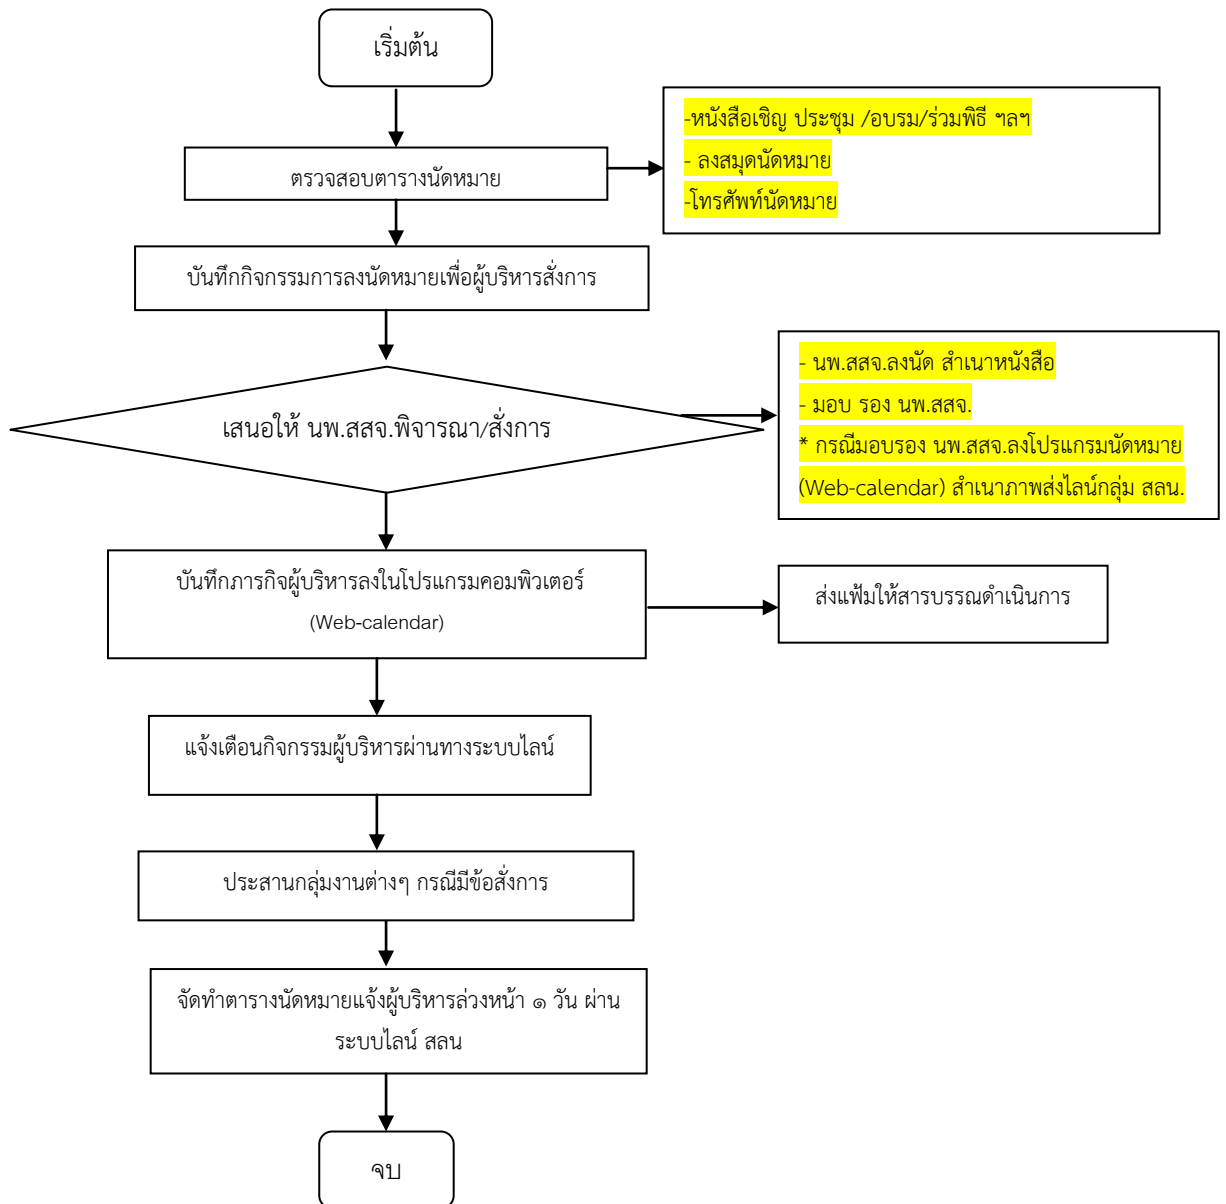 เริ่มต้น
-หนังสือเชิญ ประชุม /อบรม/ร่วมพิธี ฯลฯ
- ลงสมุดนัดหมาย
-โทรศัพท์นัดหมาย
ตรวจสอบตารางนัดหมาย
บันทึกกิจกรรมการลงนัดหมายเพื่อผู้บริหารสั่งการ
- นพ.สสจ.ลงนัด สำเนาหนังสือ
- มอบ รอง นพ.สสจ.
* กรณีมอบรอง นพ.สสจ.ลงโปรแกรมนัดหมาย
(Web-calendar) สำเนาภาพส่งไลน์กลุ่ม สลน.
เสนอให้ นพ.สสจ.พิจารณา/สั่งการ
บันทึกภารกิจผู้บริหารลงในโปรแกรมคอมพิวเตอร์
(Web-calendar)
ส่งแฟ้มให้สารบรรณดำเนินการ
แจ้งเตือนกิจกรรมผู้บริหารผ่านทางระบบไลน์
ประสานกลุ่มงานต่างๆ กรณีมีข้อสั่งการ
จัดทำตารางนัดหมายแจ้งผู้บริหารล่วงหน้า ๑ วัน ผ่าน
ระบบไลน์ สลน
จบ